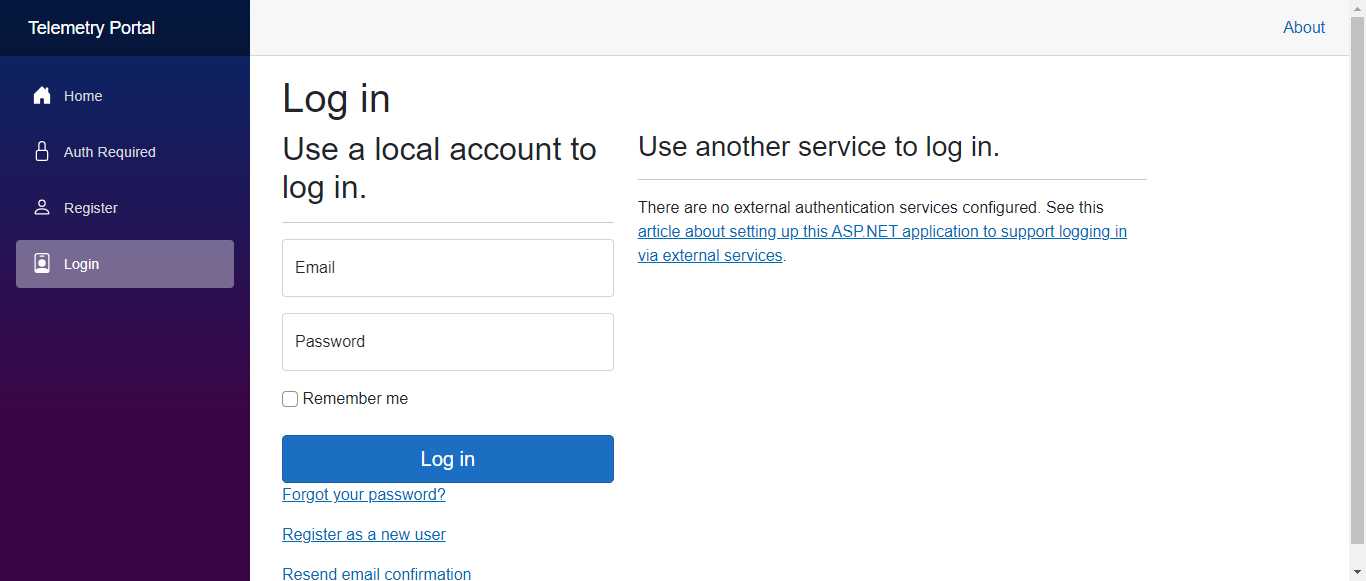 Telemetry Portal
About
Home
Auth Required
Register
Login
Log in
Use a local account to
log in.
Email
Password
Remember me
Log in
Forgot your password?
Register as a new user
Resend email confirmation
Use another service to log in.
There are no external authentication services configured. See this
article about setting up this ASP.NET application to support logging in
via external services.